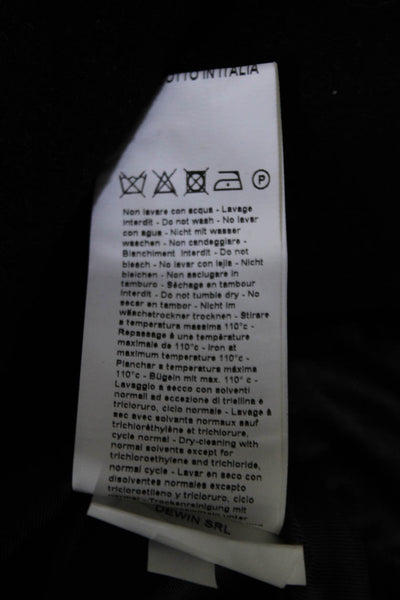 OTTO IN ITALIA
P
Non lavare con acqua - Lavage
interdit - Do not wash - No lavar
con agua - Nicht mit wasser
waschen - Non candeggiare -
Blanchiment interdit - Do not
bleach - No lavar con lejia - Nicht
bleichen - Non asciugare in
tamburo - Séchage en tambour
interdit - Do not tumble dry - No
secar en tambor - Nicht im
wäschetrockner trocknen - Stirare
a temperatura massima 110°c -
Repassage à une température
maximale de 110°c - Iron at
maximum temperature 110°c -
Planchar a temperatura máxima
110°c - Bügeln mit max. 110° c -
Lavaggio a secco con solventi
normali ad eccezione di trielina e
tricloruro, ciclo normale - Lavage à
sec avec solvants normaux sauf
trichloréthylène et trichlorure,
cycle normal - Dry-cleaning with
normal solvents except for
trichloroethylene and trichloride,
normal cycle - Lavar en seco con
disolventes normales excepto
tricloroetileno y tricloruro, ciclo
normal - Trockenreinigung mit
unter und
DEWIN SRL